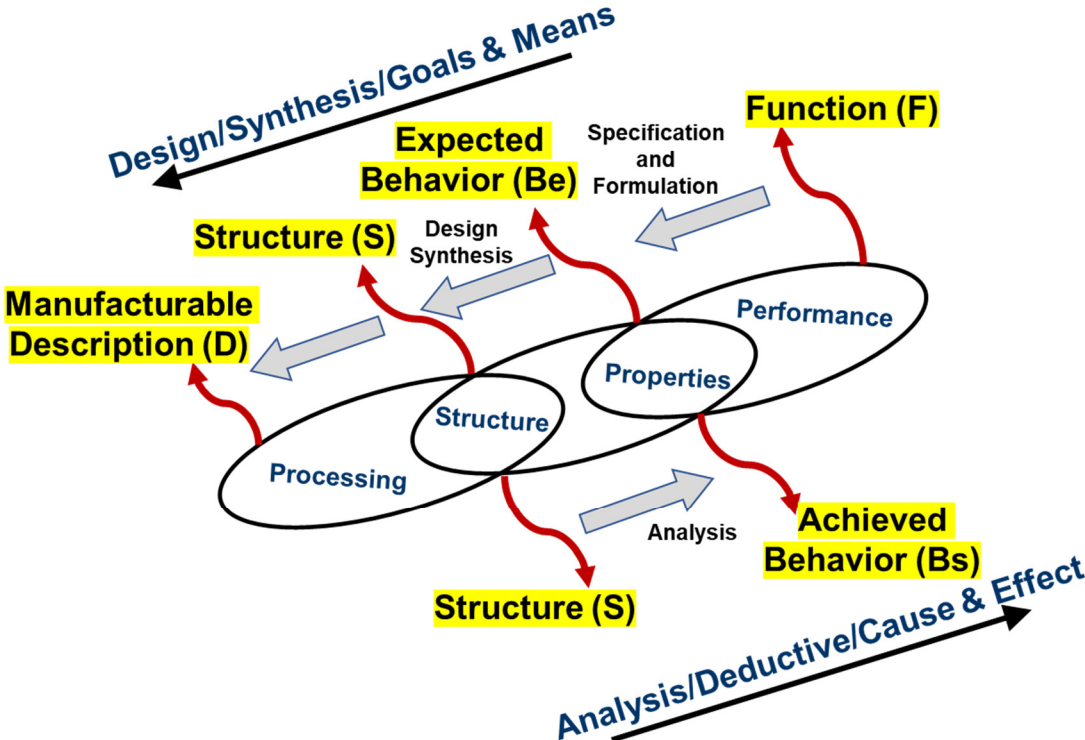 Design/Synthesis/Goals & Means
Function (F)
Specification
and
Formulation
Expected
Behavior (Be)
Design
Synthesis
Structure (S)
Manufacturable
Description (D)
Performance
Properties
Structure
Processing
Analysis
Achieved
Behavior (Bs)
Structure (S)
Analysis/Deductive/Cause & Effect